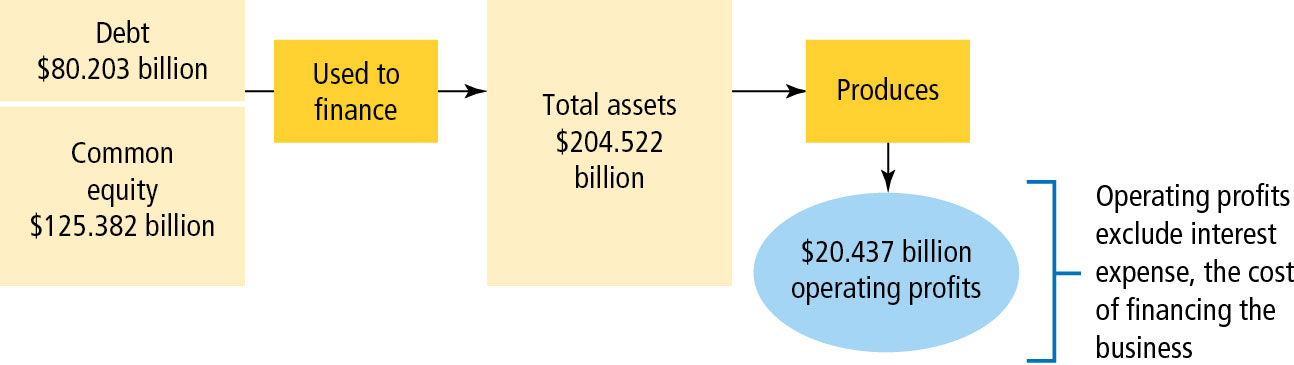 Debt
$80.203 billion
Common
equity
$125.382 billion
Used to
finance
Total assets
$204.522
billion
Produces
$20.437 billion
operating profits
Operating profits
exclude interest
expense, the cost
of financing the
business